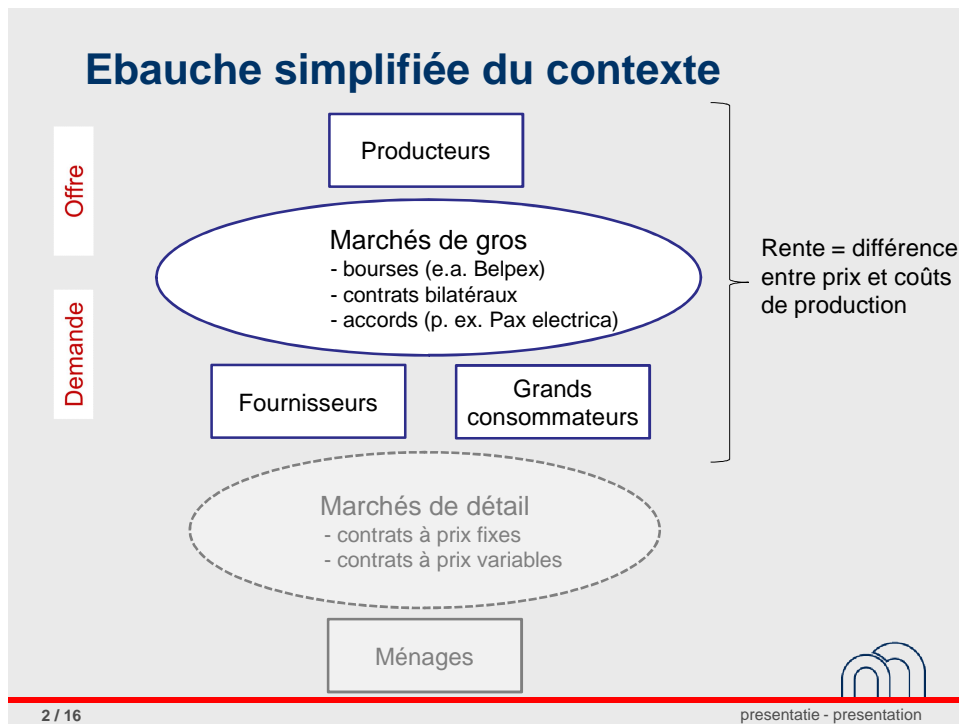 Ebauche simplifiée du contexte
Offre
Producteurs
Marchés de gros
- bourses (e.a. Belpex)
- contrats bilatéraux
- accords (p. ex. Pax electrica)
Rente = différence
entre prix et coûts
de production
Demande
Fournisseurs
Grands
consommateurs
Marchés de détail
- contrats à prix fixes
- contrats à prix variables
Ménages
2 / 16
presentatie - presentation